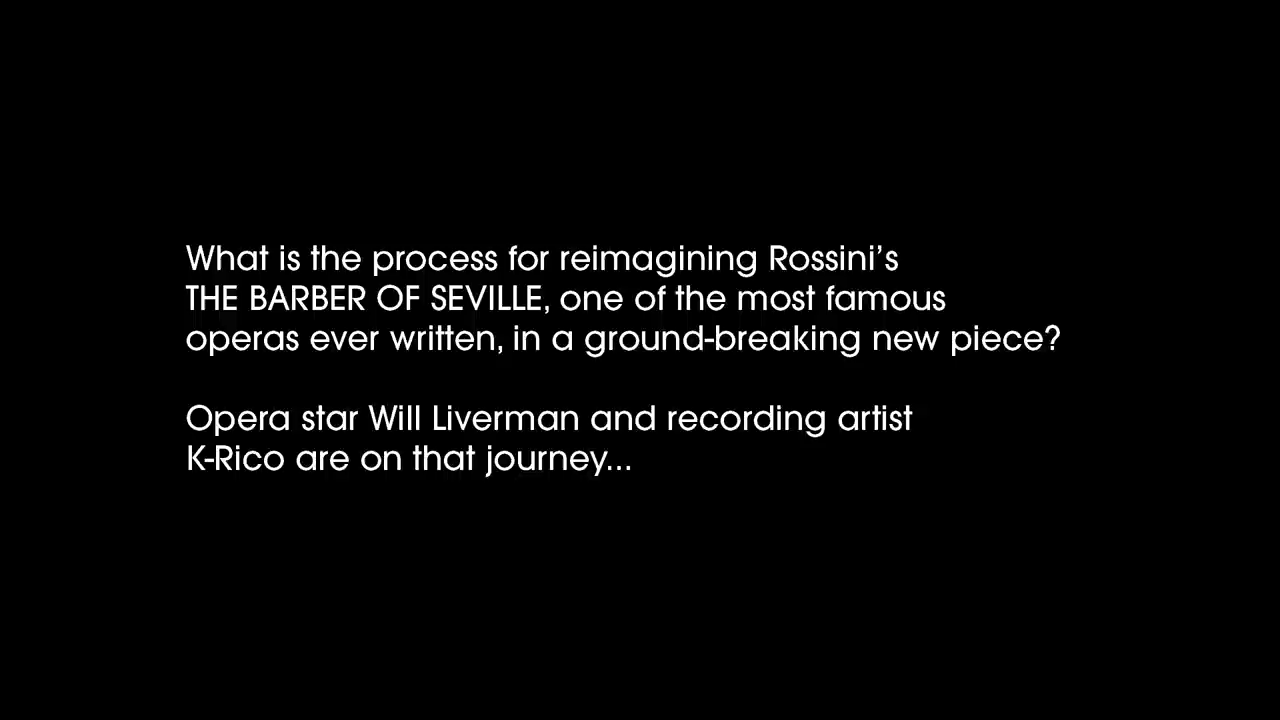 What is the process for reimagining Rossini’s
THE BARBER OF SEVILLE, one of the most famous
operas ever written, in a ground-breaking new piece?
Opera star Will Liverman and recording artist
K-Rico are on that journey...